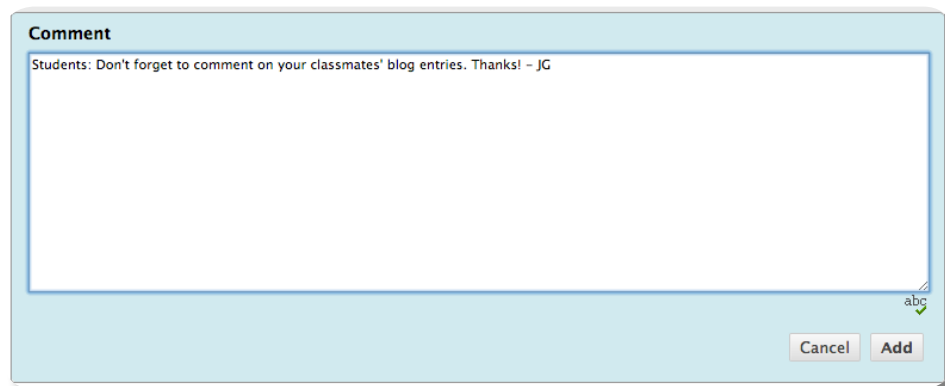 Comment
Students: Don't forget to comment on your classmates' blog entries. Thanks! - JG
abc
Cancel Add